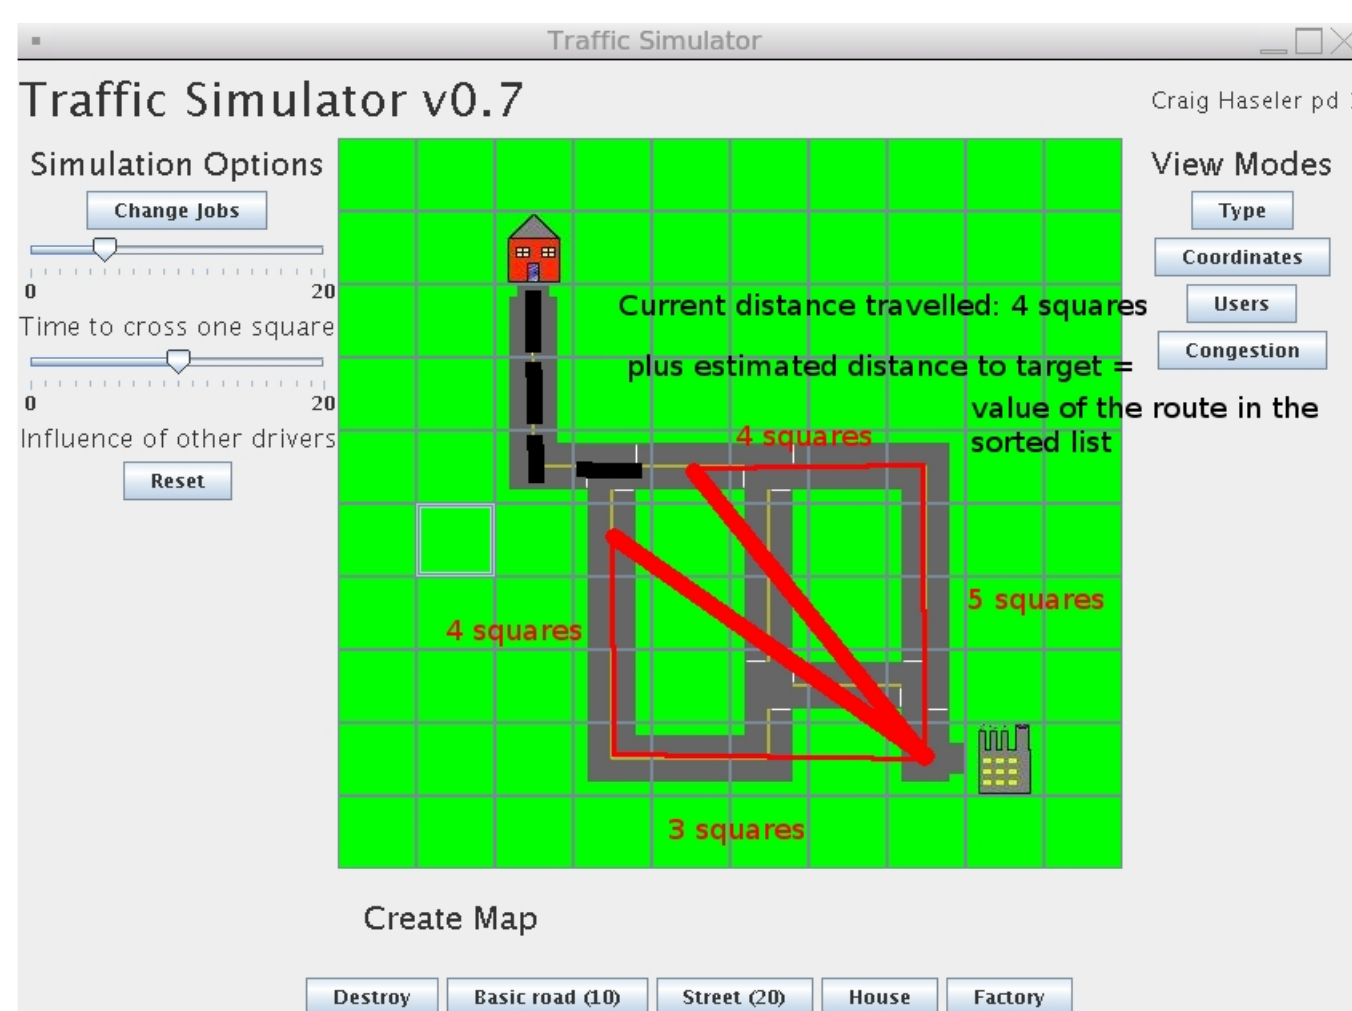 Traffic Simulator
Traffic Simulator v0.7
Craig Haseler pd
Simulation Options
Change Jobs
0 20
Time to cross one square
0 20
Influence of other drivers
Reset
View Modes
Type
Coordinates
Users
Congestion
Current distance travelled: 4 squares
plus estimated distance to target =
value of the route in the
sorted list
4 squares
5 squares
4 squares
3 squares
Create Map
Destroy
Basic road (10)
Street (20)
House
Factory